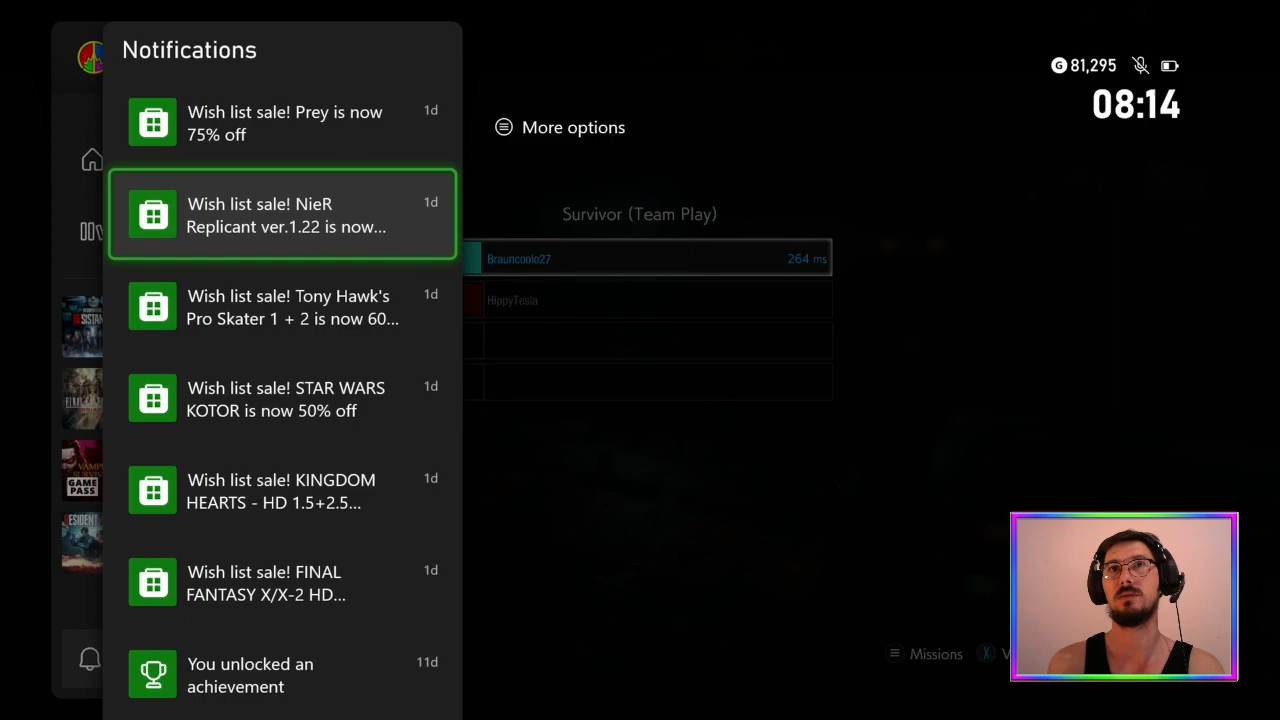 Notifications
Wish list sale! Prey is now
75% off
1d
Wish list sale! NieR
Replicant ver.1.22 is now...
1d
Wish list sale! Tony Hawk's
Pro Skater 1 + 2 is now 60...
1d
Wish list sale! STAR WARS
KOTOR is now 50% off
1d
Wish list sale! KINGDOM
HEARTS - HD 1.5+2.5...
1d
Wish list sale! FINAL
FANTASY X/X-2 HD...
1d
You unlocked an
achievement
11d
GAME
PASS
More options
Survivor (Team Play)
Brauncoolo27 264 ms
HippyTesla
G 81,295
08:14
Missions
X